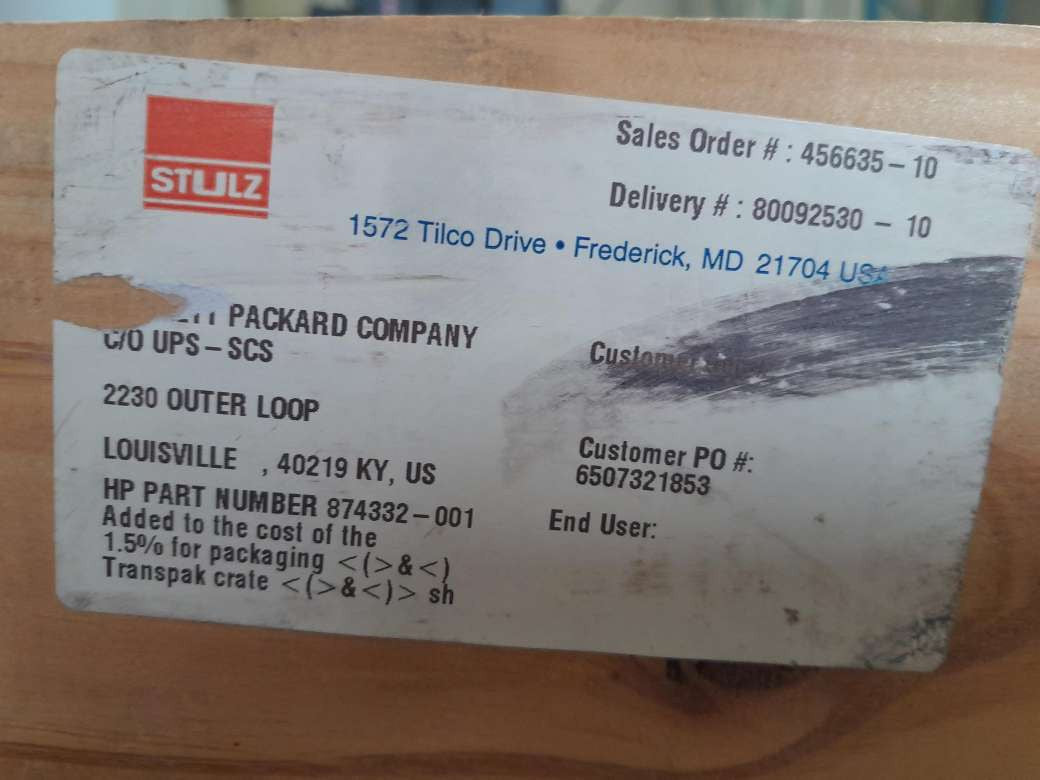 STULZ
Sales Order # : 456635 – 10
Delivery # : 80092530 – 10
1572 Tilco Drive • Frederick, MD 21704 USA
PACKARD COMPANY
C/O UPS – SCS
2230 OUTER LOOP
LOUISVILLE , 40219 KY, US
HP PART NUMBER 874332 – 001
Added to the cost of the
1.5% for packaging <(>&<)
Transpak crate <(>&<)> sh
Customer
Customer PO #:
6507321853
End User: